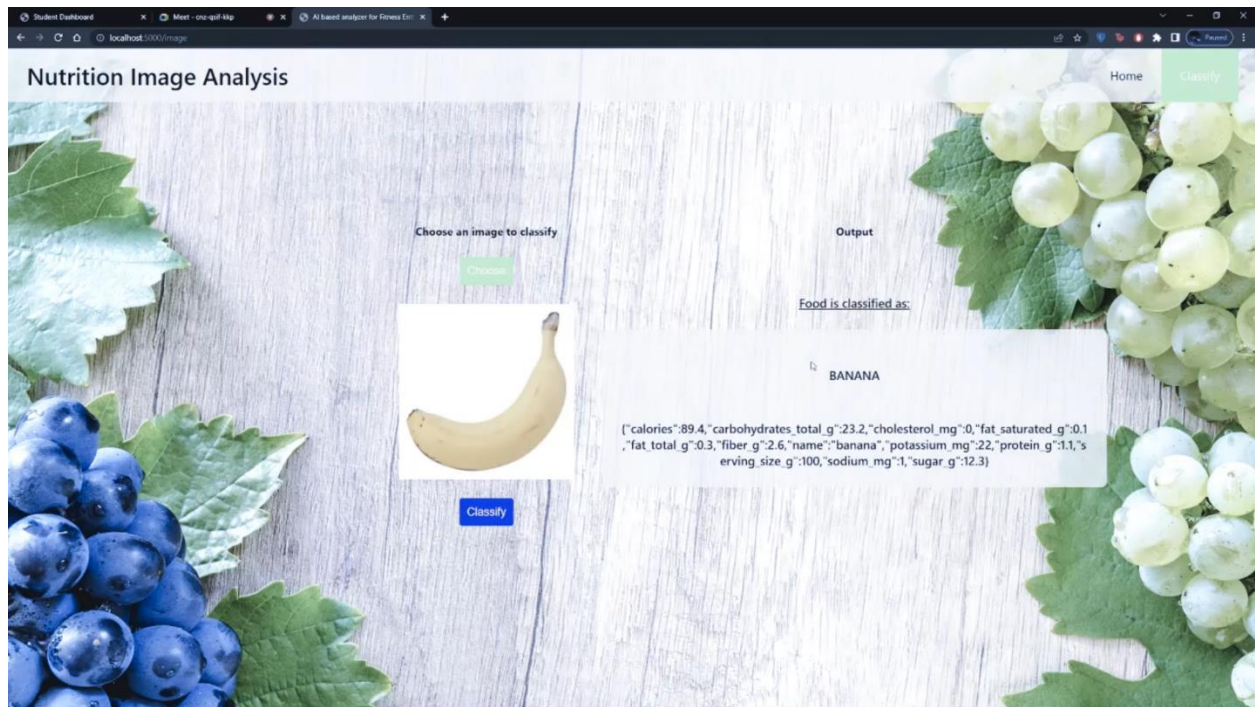 Student Dashboard
Meet - cnz-qsif-kkp
AI based analyzer for Fitness Ent
localhost:5000/image
Paused
Nutrition Image Analysis
Home
Classify
Choose an image to classify
Output
Choose
Food is classified as:
BANANA
{"calories":89.4,"carbohydrates_total_g":23.2,"cholesterol_mg":0,"fat_saturated_g":0.1
,"fat_total_g":0.3,"fiber_g":2.6,"name":"banana","potassium_mg":22,"protein_g":1.1,"s
erving_size_g":100,"sodium_mg":1,"sugar_g":12.3}
Classify